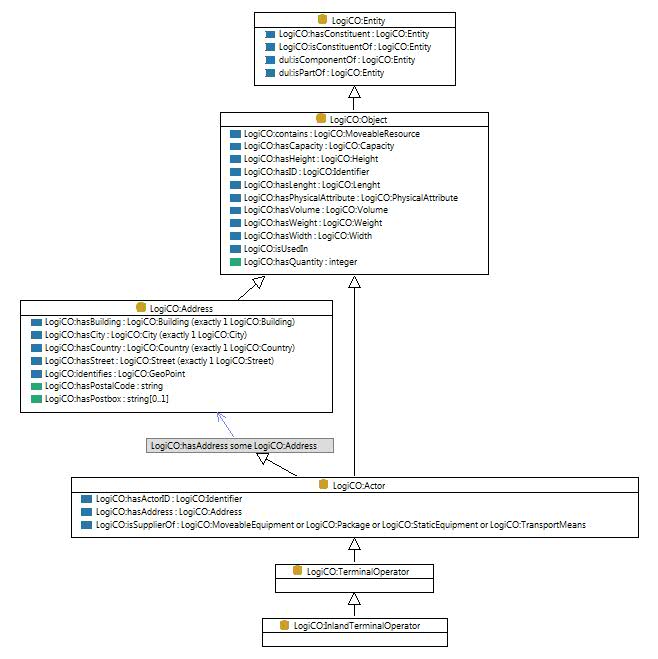 LogiCO:Entity
LogiCO:hasConstituent : LogiCO:Entity
LogiCO:isConstituentOf : LogiCO:Entity
dul:isComponentOf : LogiCO:Entity
dul:isPartOf : LogiCO:Entity
LogiCO:Object
LogiCO:contains : LogiCO:MoveableResource
LogiCO:hasCapacity : LogiCO:Capacity
LogiCO:hasHeight : LogiCO:Height
LogiCO:hasID : LogiCO:Identifier
LogiCO:hasLenght : LogiCO:Lenght
LogiCO:hasPhysicalAttribute : LogiCO:PhysicalAttribute
LogiCO:hasVolume : LogiCO:Volume
LogiCO:hasWeight : LogiCO:Weight
LogiCO:hasWidth : LogiCO:Width
LogiCO:isUsedIn
LogiCO:hasQuantity : integer
LogiCO:Address
LogiCO:hasBuilding : LogiCO:Building (exactly 1 LogiCO:Building)
LogiCO:hasCity : LogiCO:City (exactly 1 LogiCO:City)
LogiCO:hasCountry : LogiCO:Country (exactly 1 LogiCO:Country)
LogiCO:hasStreet : LogiCO:Street (exactly 1 LogiCO:Street)
LogiCO:identifies : LogiCO:GeoPoint
LogiCO:hasPostalCode : string
LogiCO:hasPostbox : string[0..1]
LogiCO:hasAddress some LogiCO:Address
LogiCO:Actor
LogiCO:hasActorID : LogiCO:Identifier
LogiCO:hasAddress : LogiCO:Address
LogiCO:isSupplierOf : LogiCO:MoveableEquipment or LogiCO:Package or LogiCO:StaticEquipment or LogiCO:TransportMeans
LogiCO:TerminalOperator
LogiCO:InlandTerminalOperator